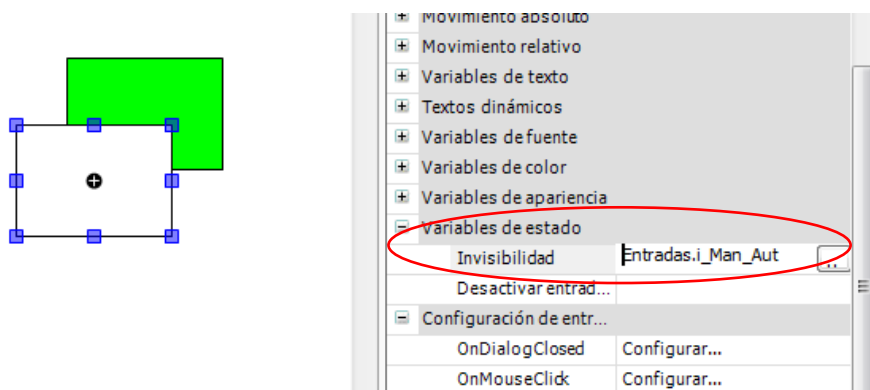 Movimiento absoluto
Movimiento relativo
Variables de texto
Textos dinámicos
Variables de fuente
Variables de color
Variables de apariencia
Variables de estado
Invisibilidad Entradas.i_Man_Aut ...
Desactivar entrad...
Configuración de entr...
OnDialogClosed Configurar...
OnMouseClick Configurar...